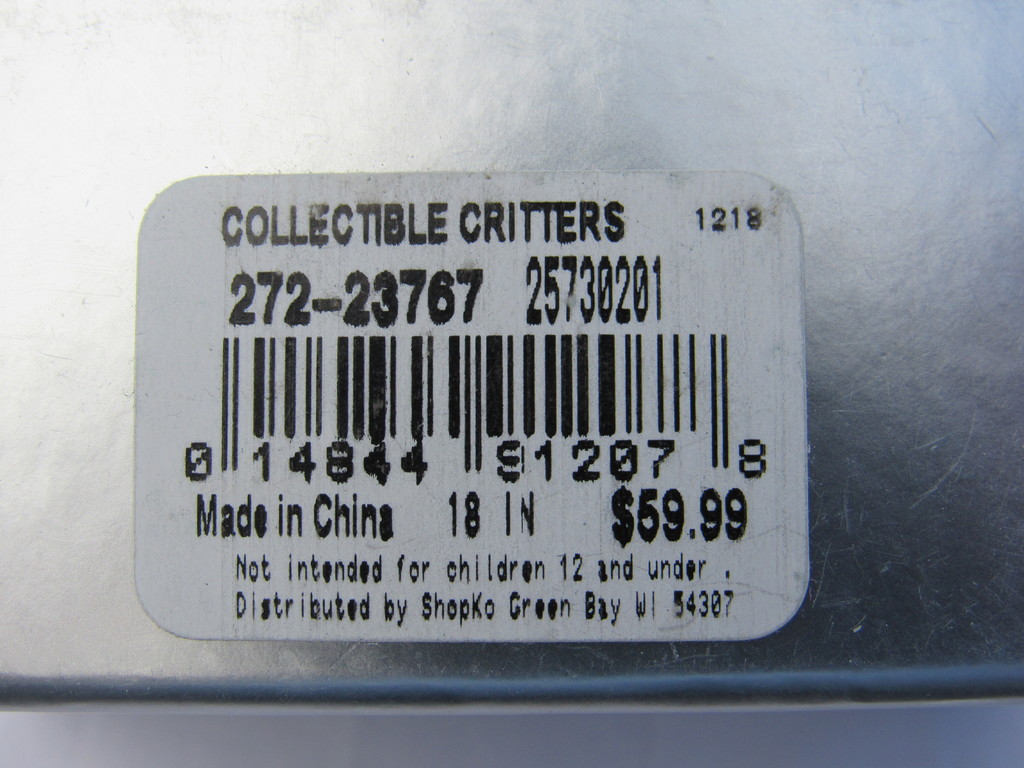 COLLECTIBLE CRITTERS 1218
272-23767 25730201
0 14844 91207 8
Made in China 18 IN $59.99
Not intended for children 12 and under .
Distributed by ShopKo Green Bay WI 54307